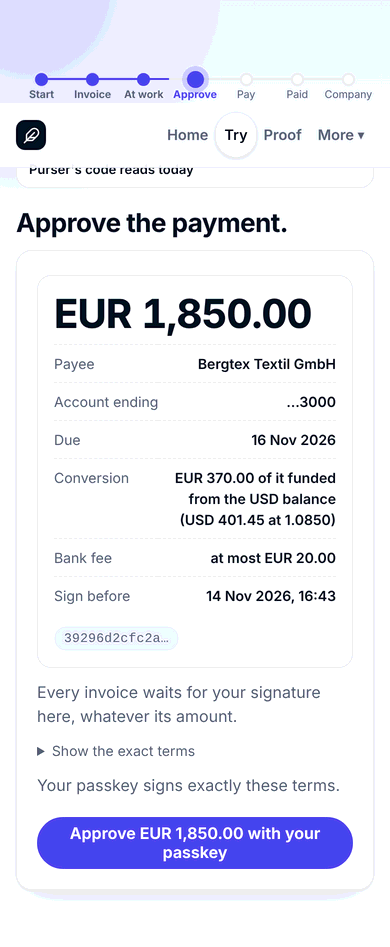 Start Invoice At work Approve Pay Paid Company
Home Try Proof More ▾
Purser's code reads today
Approve the payment.
EUR 1,850.00
Payee Bergtex Textil GmbH
Account ending …3000
Due 16 Nov 2026
Conversion EUR 370.00 of it funded
from the USD balance
(USD 401.45 at 1.0850)
Bank fee at most EUR 20.00
Sign before 14 Nov 2026, 16:43
39296d2cfc2a…
Every invoice waits for your signature
here, whatever its amount.
▶ Show the exact terms
Your passkey signs exactly these terms.
Approve EUR 1,850.00 with your
passkey